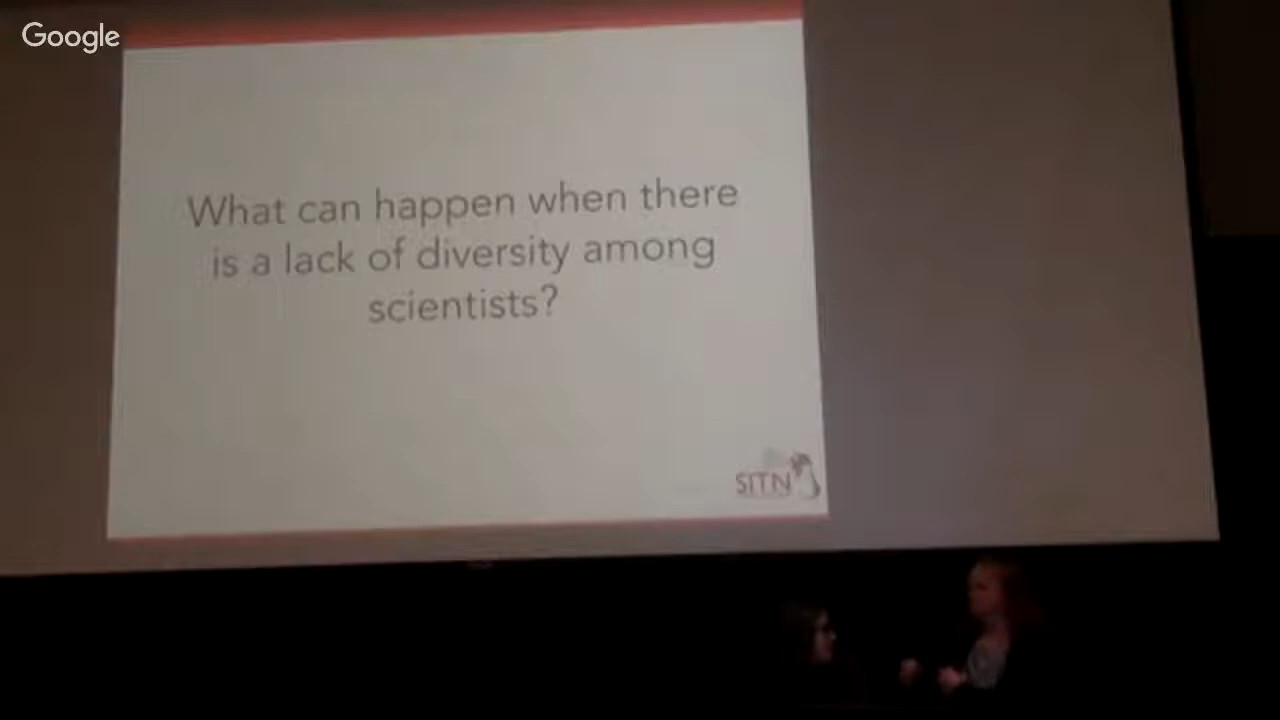 Google
What can happen when there
is a lack of diversity among
scientists?
SITN